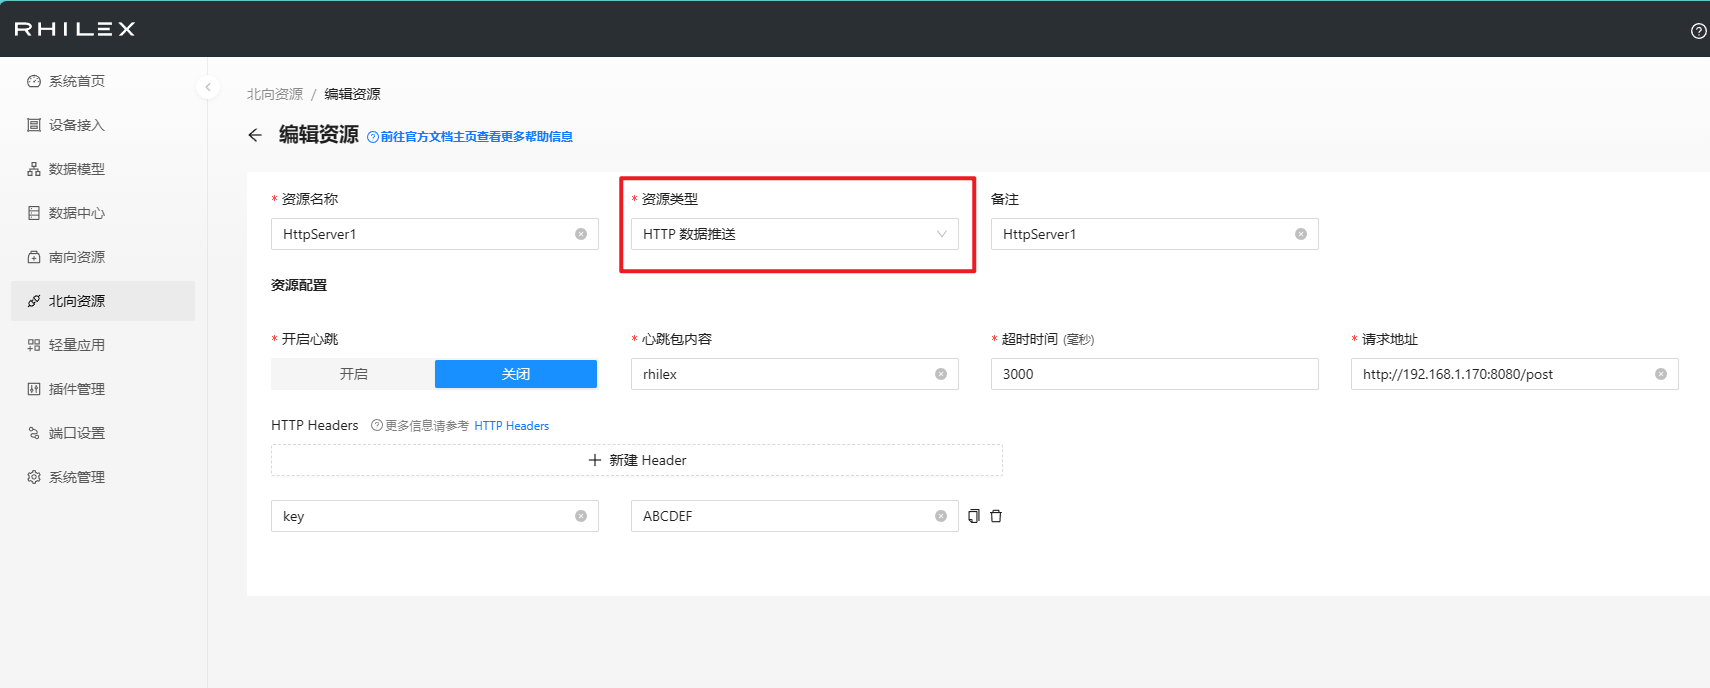 RHILEX
系统首页
设备接入
数据模型
数据中心
南向资源
北向资源
轻量应用
插件管理
端口设置
系统管理
北向资源 / 编辑资源
编辑资源 前往官方文档主页查看更多帮助信息
* 资源名称
HttpServer1
* 资源类型
HTTP 数据推送
备注
HttpServer1
资源配置
* 开启心跳
开启 关闭
* 心跳包内容
rhilex
* 超时时间 (毫秒)
3000
* 请求地址
http://192.168.1.170:8080/post
HTTP Headers 更多信息请参考 HTTP Headers
+ 新建 Header
key
ABCDEF